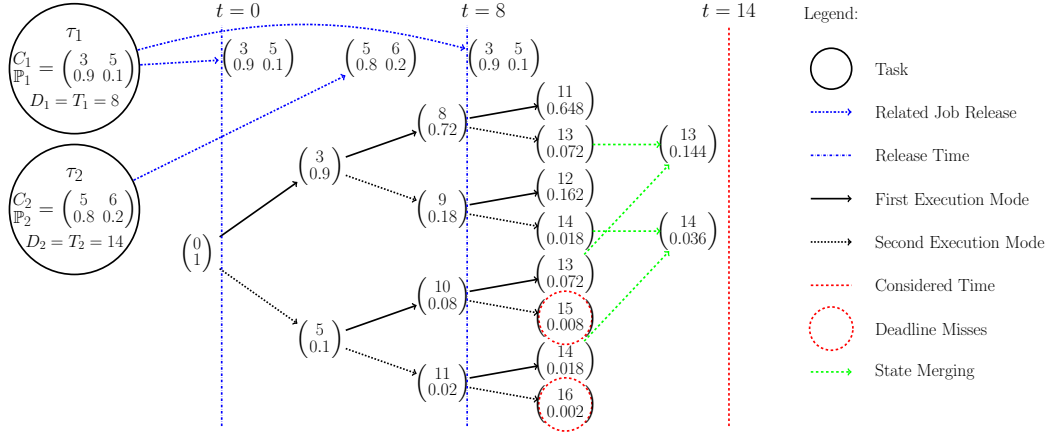 t = 0
t = 8
t = 14
Legend:
τ1
C1
ℙ1 = (3 5
0.9 0.1)
D1 = T1 = 8
τ2
C2
ℙ2 = (5 6
0.8 0.2)
D2 = T2 = 14
(3 5
0.9 0.1)
(5 6
0.8 0.2)
(3 5
0.9 0.1)
(0
1)
(3
0.9)
(5
0.1)
(8
0.72)
(9
0.18)
(10
0.08)
(11
0.02)
(11
0.648)
(13
0.072)
(12
0.162)
(14
0.018)
(13
0.072)
(15
0.008)
(14
0.018)
(16
0.002)
(13
0.144)
(14
0.036)
Task
Related Job Release
Release Time
First Execution Mode
Second Execution Mode
Considered Time
Deadline Misses
State Merging